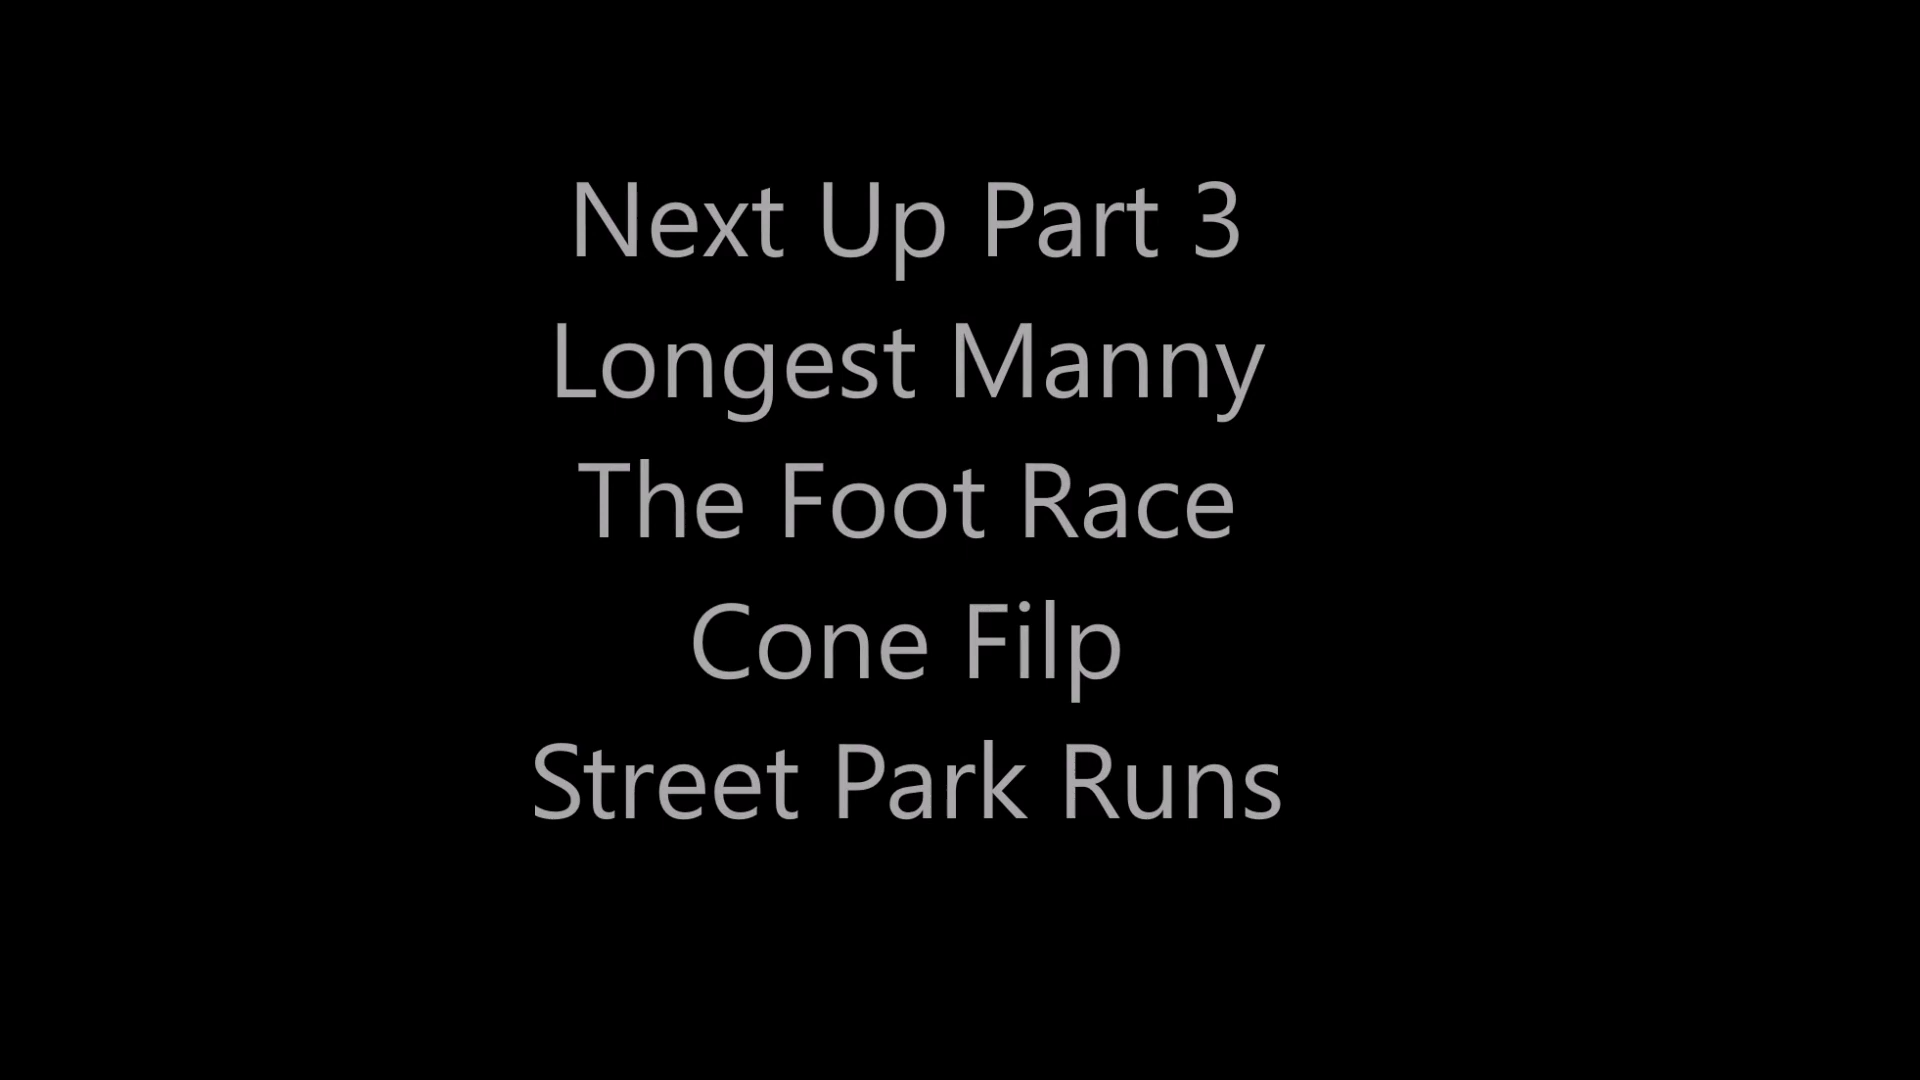 Next Up Part 3
Longest Manny
The Foot Race
Cone Filp
Street Park Runs